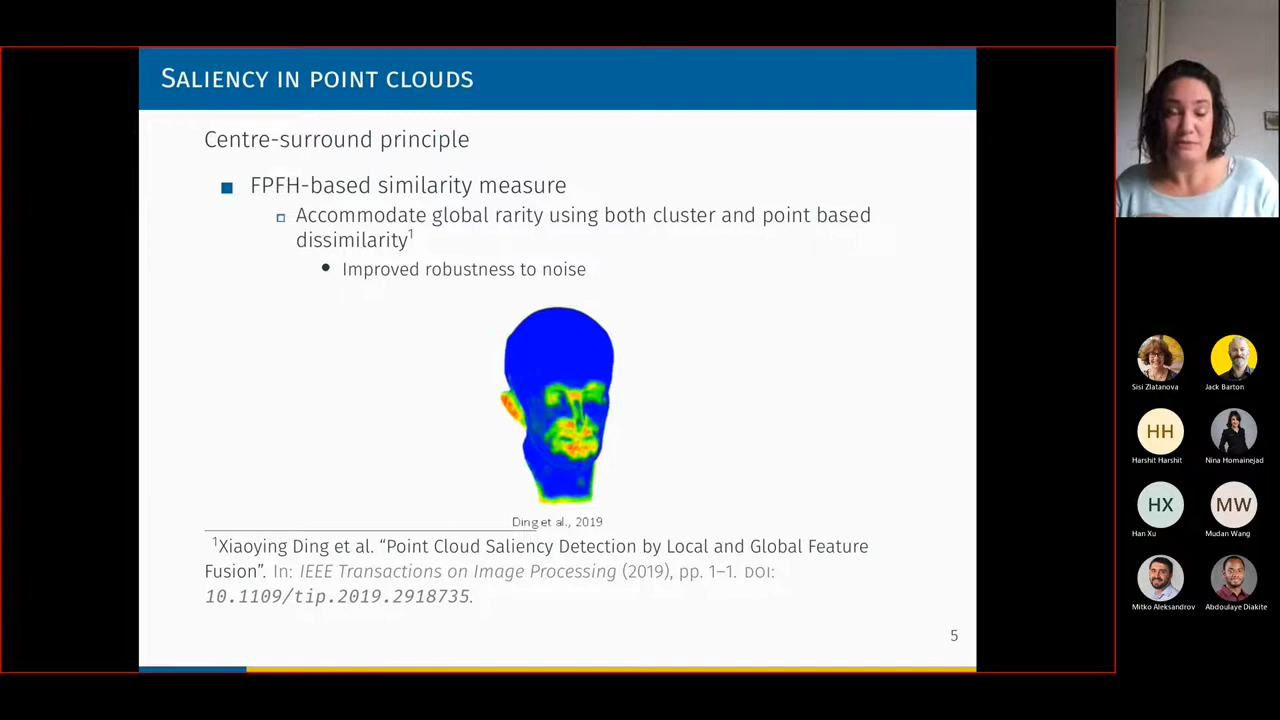 SALIENCY IN POINT CLOUDS
Centre-surround principle
FPFH-based similarity measure
Accommodate global rarity using both cluster and point based
dissimilarity1
Improved robustness to noise
Ding et al., 2019
1Xiaoying Ding et al. “Point Cloud Saliency Detection by Local and Global Feature
Fusion”. In: IEEE Transactions on Image Processing (2019), pp. 1–1. DOI:
10.1109/tip.2019.2918735.
5
Sisi Zlatanova
Jack Barton
HH
Harshit Harshit
Nina Homainejad
HX
Han Xu
MW
Mudan Wang
Mitko Aleksandrov
Abdoulaye Diakite